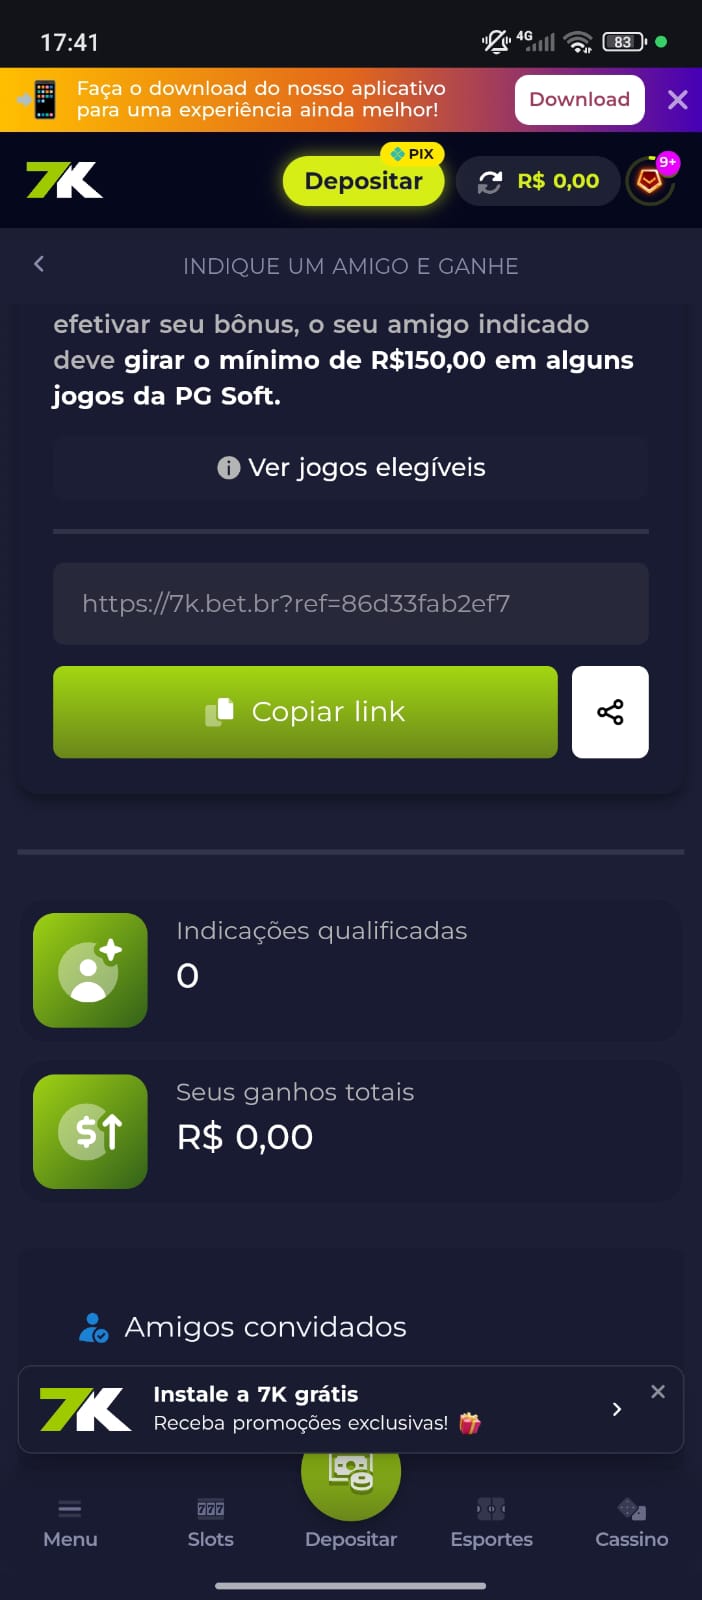 17:41
4G
83
Faça o download do nosso aplicativo
para uma experiência ainda melhor!
Download
7K
PIX
Depositar
R$ 0,00
9+
INDIQUE UM AMIGO E GANHE
efetivar seu bônus, o seu amigo indicado
deve girar o mínimo de R$150,00 em alguns
jogos da PG Soft.
Ver jogos elegíveis
https://7k.bet.br?ref=86d33fab2ef7
Copiar link
Indicações qualificadas
0
Seus ganhos totais
R$ 0,00
Amigos convidados
7K
Instale a 7K grátis
Receba promoções exclusivas!
777
Menu
Slots
Depositar
Esportes
Cassino